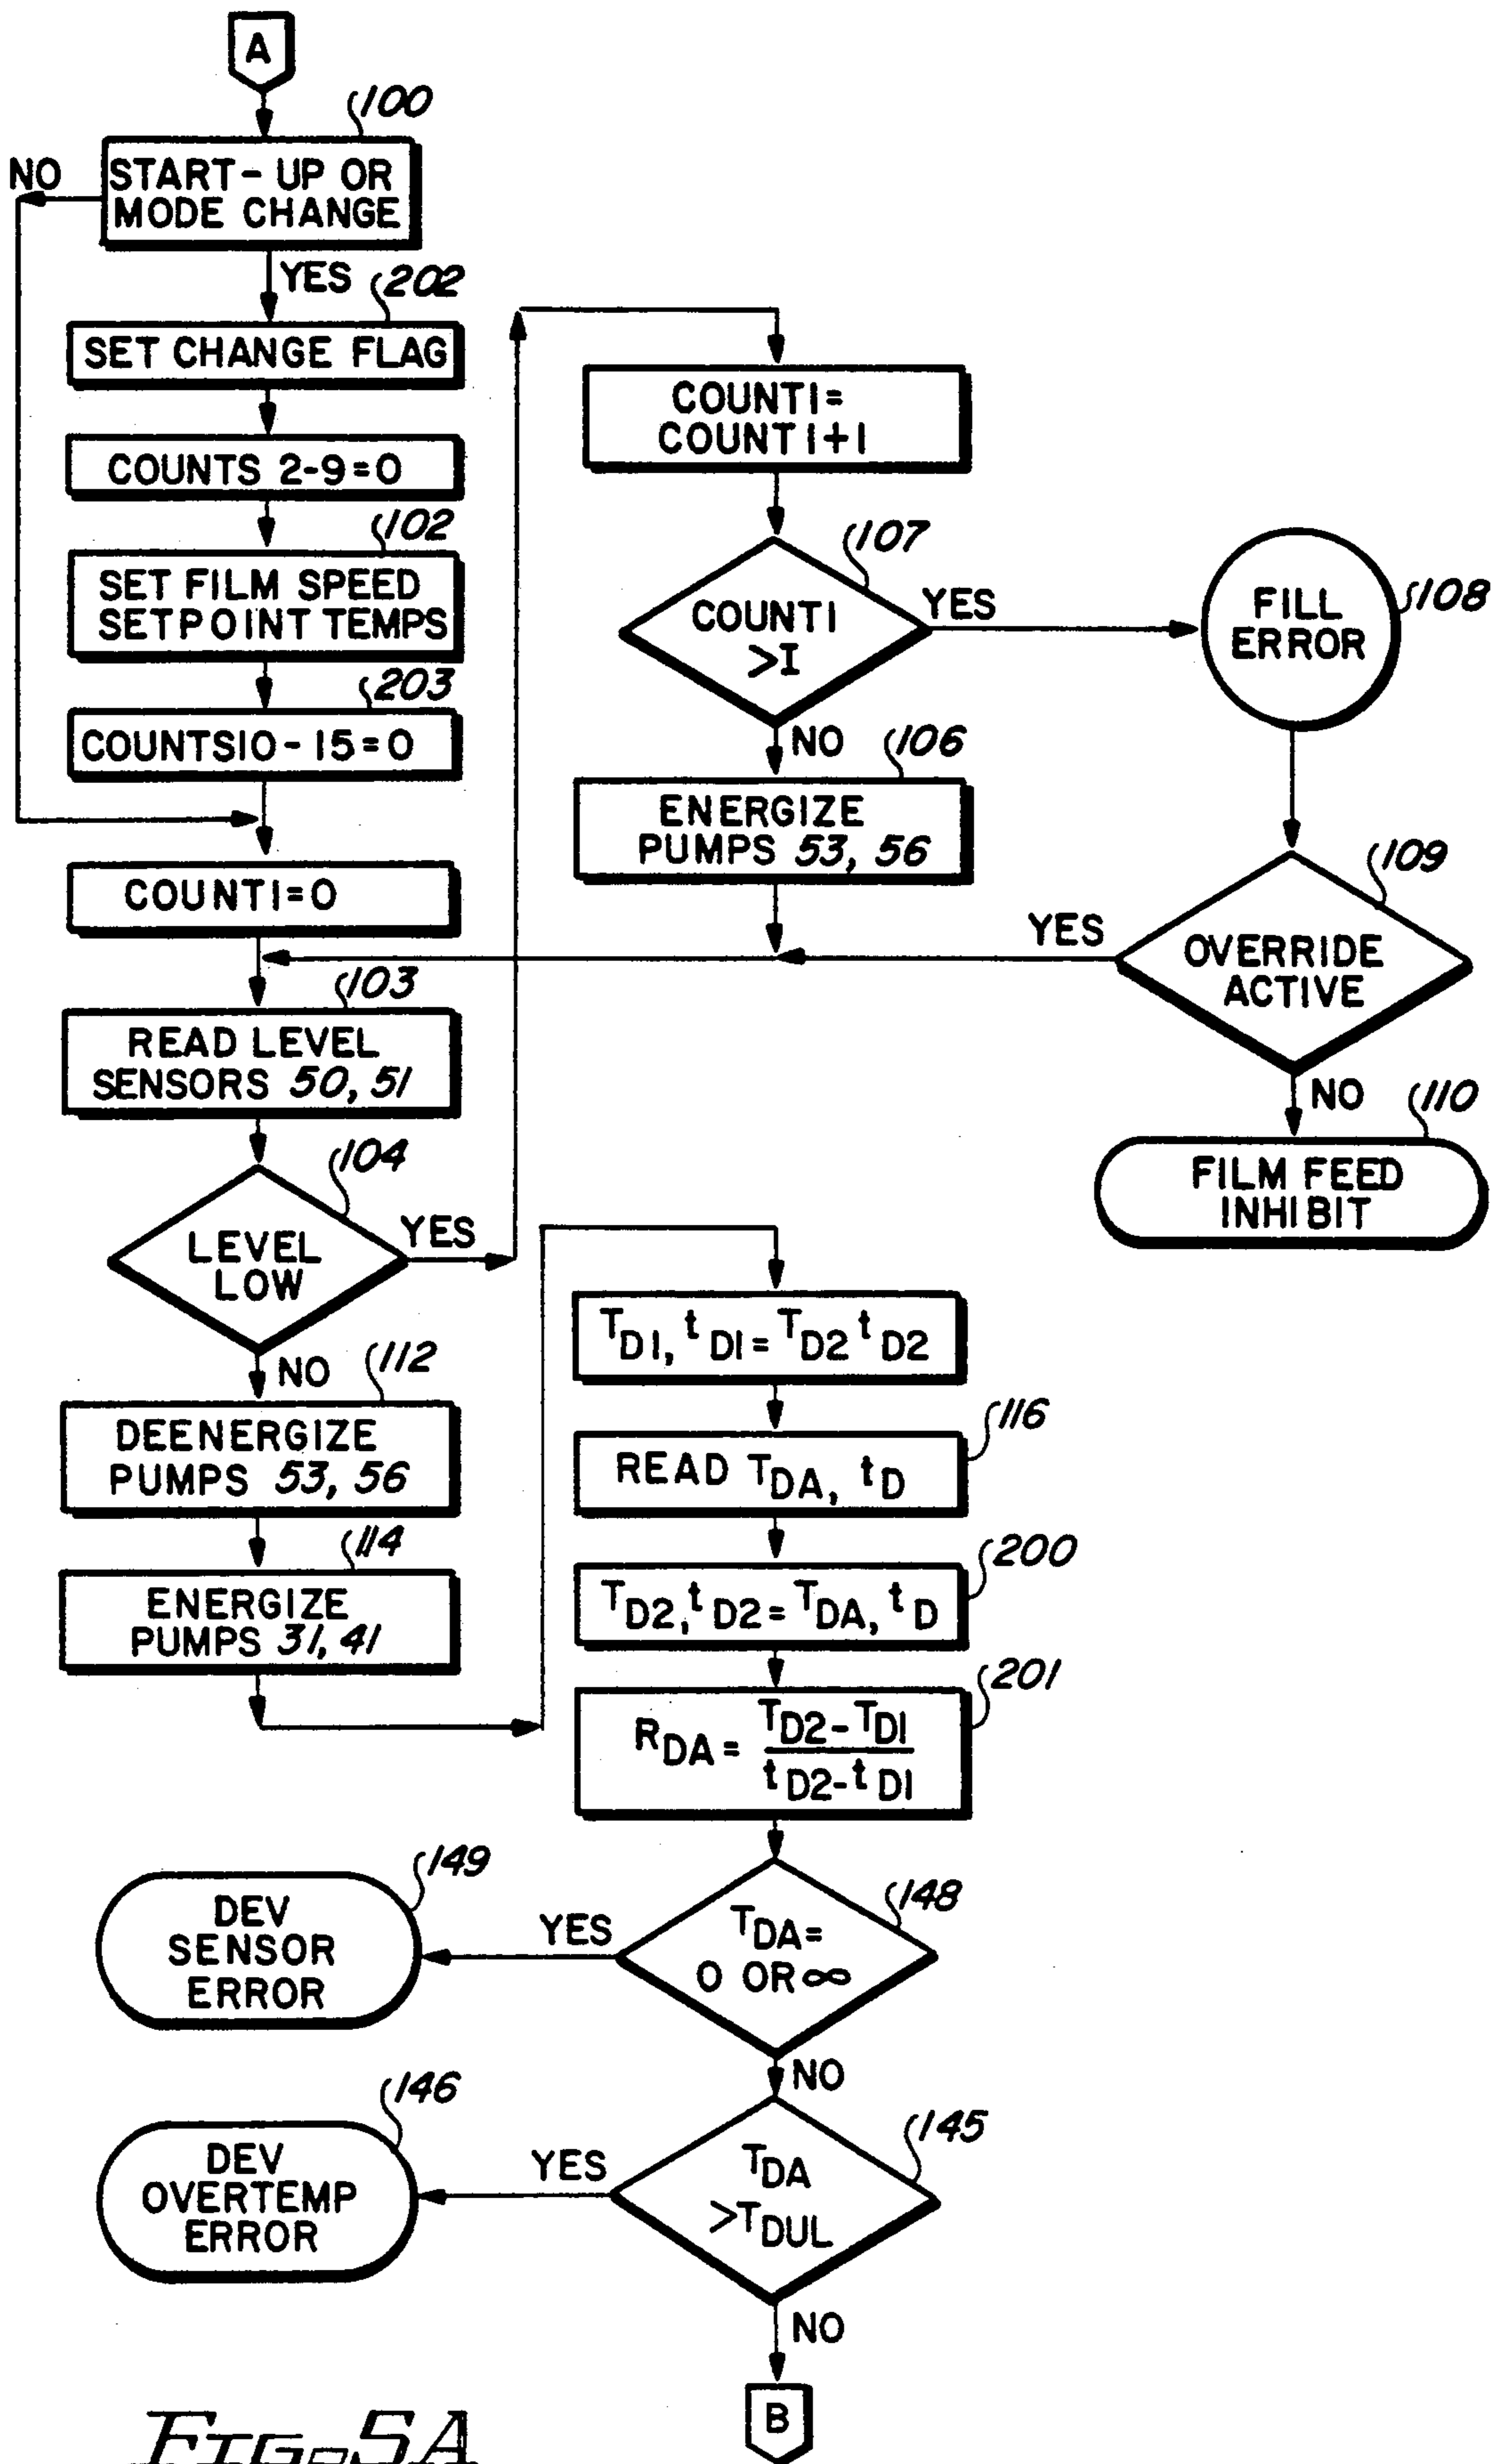 A
100
START-UP OR
MODE CHANGE
NO
YES
202
SET CHANGE FLAG
COUNTS 2-9=0
102
SET FILM SPEED
SETPOINT TEMPS
203
COUNTS10-15=0
COUNT1=0
103
READ LEVEL
SENSORS 50, 51
104
LEVEL
LOW
YES
NO
112
DEENERGIZE
PUMPS 53, 56
114
ENERGIZE
PUMPS 31, 41
COUNT1=
COUNT1+1
107
COUNT1
>I
YES
NO
106
ENERGIZE
PUMPS 53, 56
FILL
ERROR
108
109
OVERRIDE
ACTIVE
YES
NO
110
FILM FEED
INHIBIT
TD1, tD1=TD2 tD2
116
READ TDA, tD
200
TD2, tD2=TDA, tD
201
RDA= TD2-TD1
tD2-tD1
148
TDA=
0 OR ∞
YES
149
DEV
SENSOR
ERROR
NO
145
TDA
>TDUL
YES
146
DEV
OVERTEMP
ERROR
NO
B
FIG. 5A